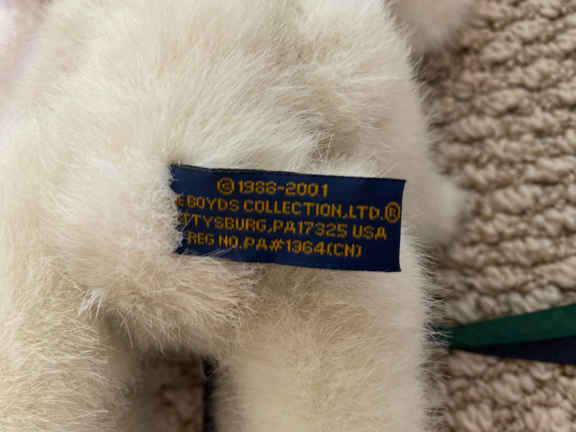 © 1988-2001
E BOYDS COLLECTION,LTD.®
TTYSBURG,PA17325 USA
REG NO.PA#1364(CN)